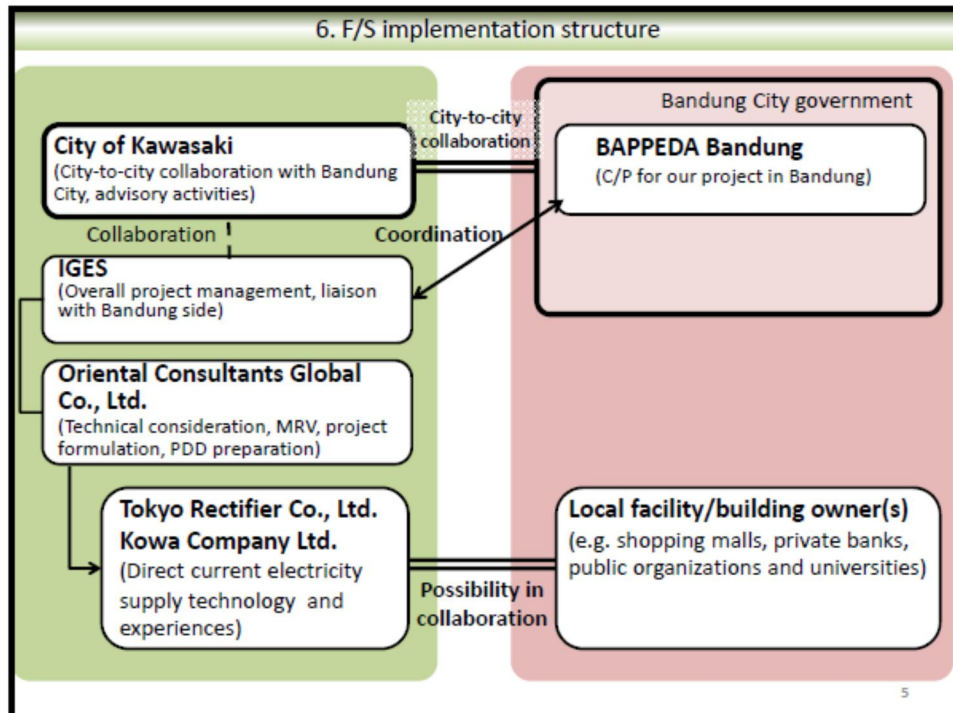 6. F/S implementation structure
City of Kawasaki
(City-to-city collaboration with Bandung
City, advisory activities)
City-to-city
collaboration
Bandung City government
BAPPEDA Bandung
(C/P for our project in Bandung)
Collaboration
Coordination
IGES
(Overall project management, liaison
with Bandung side)
Oriental Consultants Global
Co., Ltd.
(Technical consideration, MRV, project
formulation, PDD preparation)
Tokyo Rectifier Co., Ltd.
Kowa Company Ltd.
(Direct current electricity
supply technology and
experiences)
Possibility in
collaboration
Local facility/building owner(s)
(e.g. shopping malls, private banks,
public organizations and universities)
5